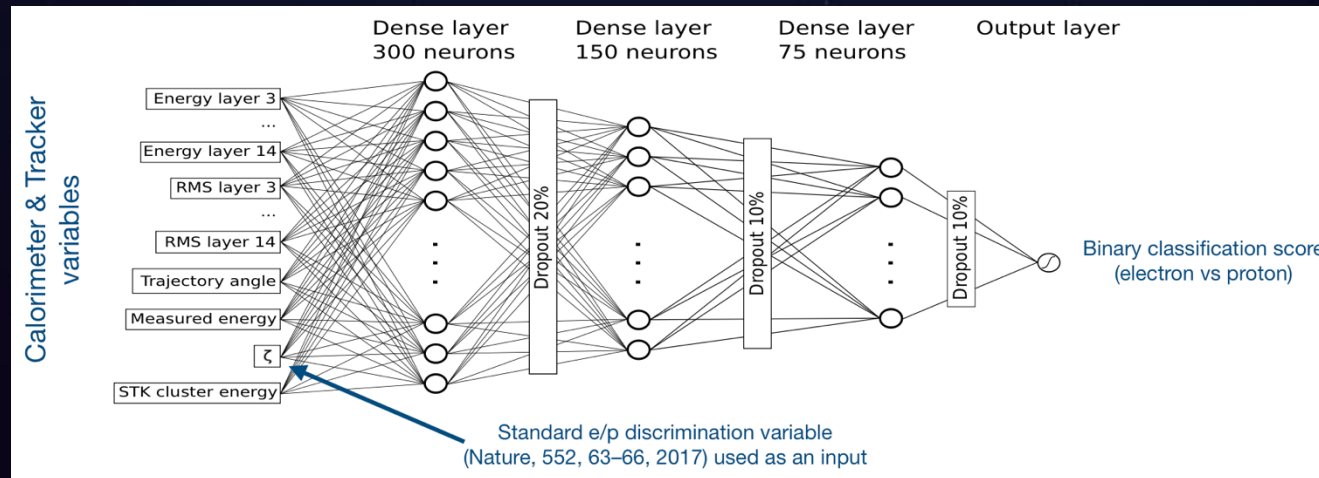 Dense layer
300 neurons
Dense layer
150 neurons
Dense layer
75 neurons
Output layer
Calorimeter & Tracker
variables
Energy layer 3
...
Energy layer 14
RMS layer 3
...
RMS layer 14
Trajectory angle
Measured energy
ζ
STK cluster energy
Dropout 20%
Dropout 10%
Dropout 10%
Binary classification score
(electron vs proton)
Standard e/p discrimination variable
(Nature, 552, 63–66, 2017) used as an input